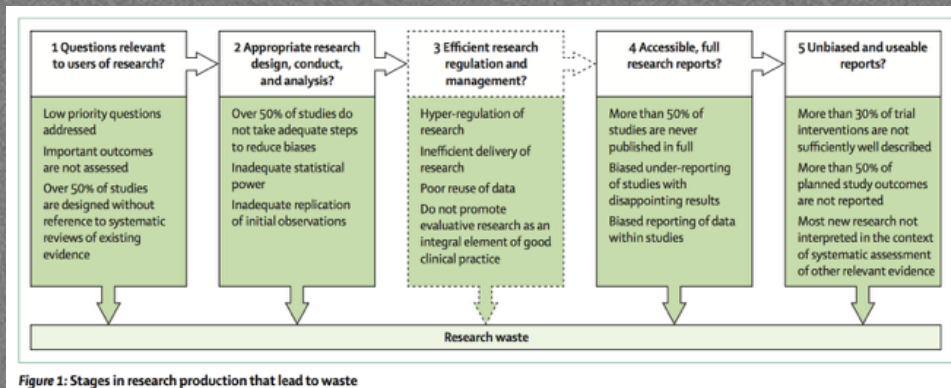 1 Questions relevant
to users of research?
Low priority questions
addressed
Important outcomes
are not assessed
Over 50% of studies
are designed without
reference to systematic
reviews of existing
evidence
2 Appropriate research
design, conduct,
and analysis?
Over 50% of studies do
not take adequate steps
to reduce biases
Inadequate statistical
power
Inadequate replication
of initial observations
3 Efficient research
regulation and
management?
Hyper-regulation of
research
Inefficient delivery of
research
Poor reuse of data
Do not promote
evaluative research as an
integral element of good
clinical practice
4 Accessible, full
research reports?
More than 50% of
studies are never
published in full
Biased under-reporting
of studies with
disappointing results
Biased reporting of data
within studies
5 Unbiased and useable
reports?
More than 30% of trial
interventions are not
sufficiently well described
More than 50% of
planned study outcomes
are not reported
Most new research not
interpreted in the context
of systematic assessment
of other relevant evidence
Research waste
Figure 1: Stages in research production that lead to waste